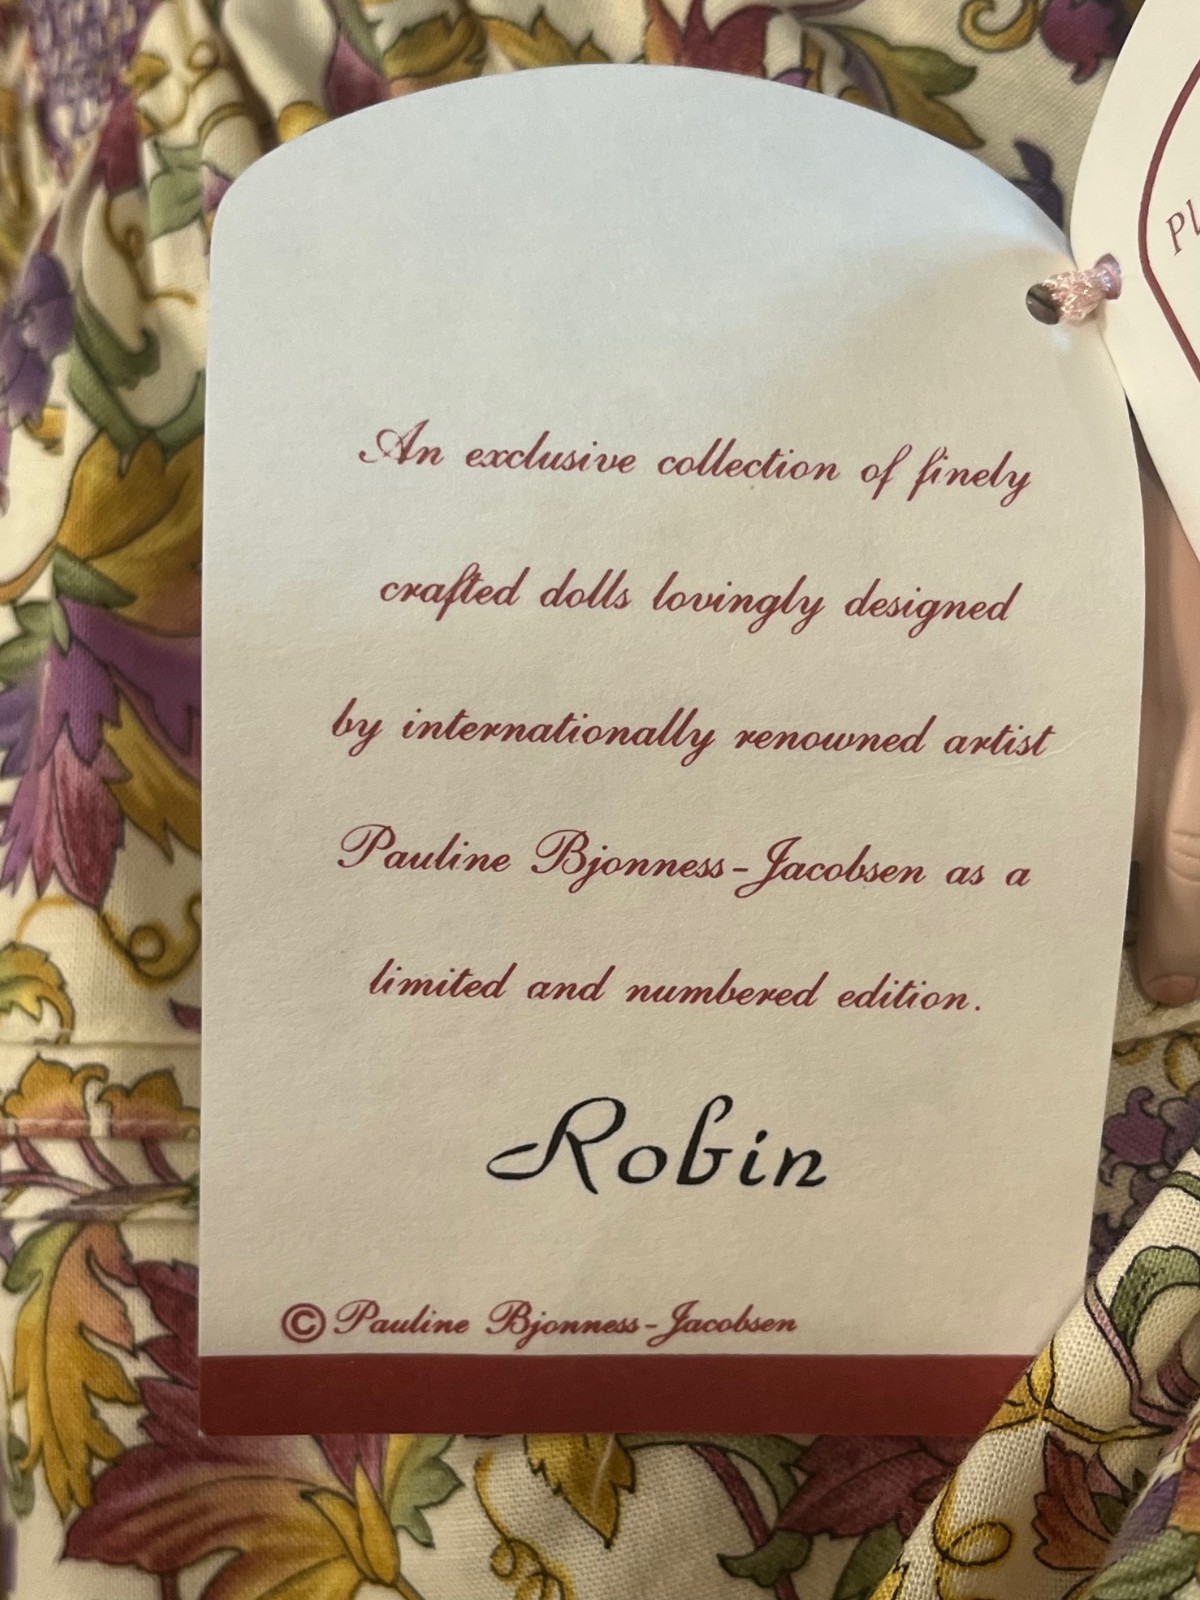 An exclusive collection of finely
crafted dolls lovingly designed
by internationally renowned artist
Pauline Bjonness-Jacobsen as a
limited and numbered edition.
Robin
© Pauline Bjonness-Jacobsen